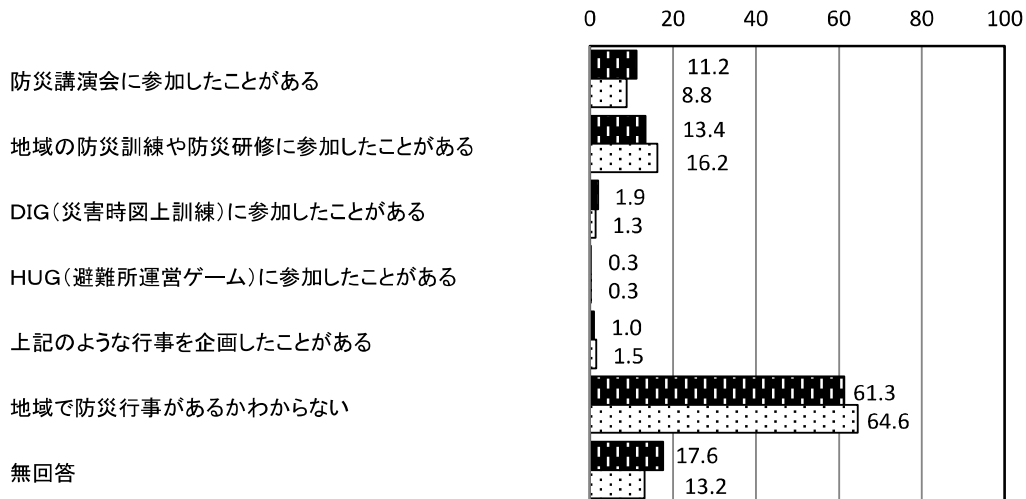 0 20 40 60 80 100
防災講演会に参加したことがある
11.2
8.8
地域の防災訓練や防災研修に参加したことがある
13.4
16.2
DIG（災害時図上訓練）に参加したことがある
1.9
1.3
HUG（避難所運営ゲーム）に参加したことがある
0.3
0.3
上記のような行事を企画したことがある
1.0
1.5
地域で防災行事があるかわからない
61.3
64.6
無回答
17.6
13.2